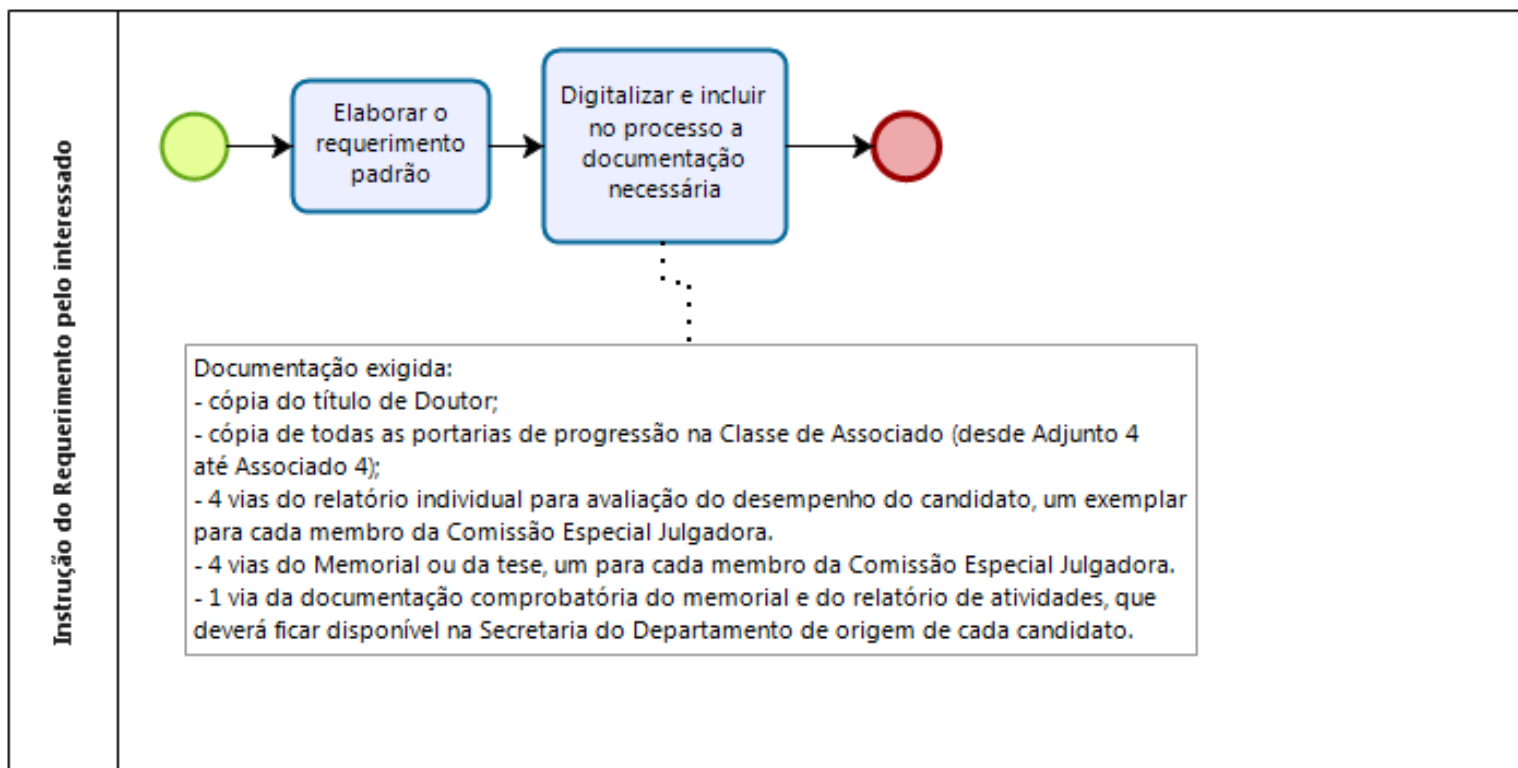 Instrução do Requerimento pelo interessado
Elaborar o
requerimento
padrão
Digitalizar e incluir
no processo a
documentação
necessária
Documentação exigida:
- cópia do título de Doutor;
- cópia de todas as portarias de progressão na Classe de Associado (desde Adjunto 4
até Associado 4);
- 4 vias do relatório individual para avaliação do desempenho do candidato, um exemplar
para cada membro da Comissão Especial Julgadora.
- 4 vias do Memorial ou da tese, um para cada membro da Comissão Especial Julgadora.
- 1 via da documentação comprobatória do memorial e do relatório de atividades, que
deverá ficar disponível na Secretaria do Departamento de origem de cada candidato.